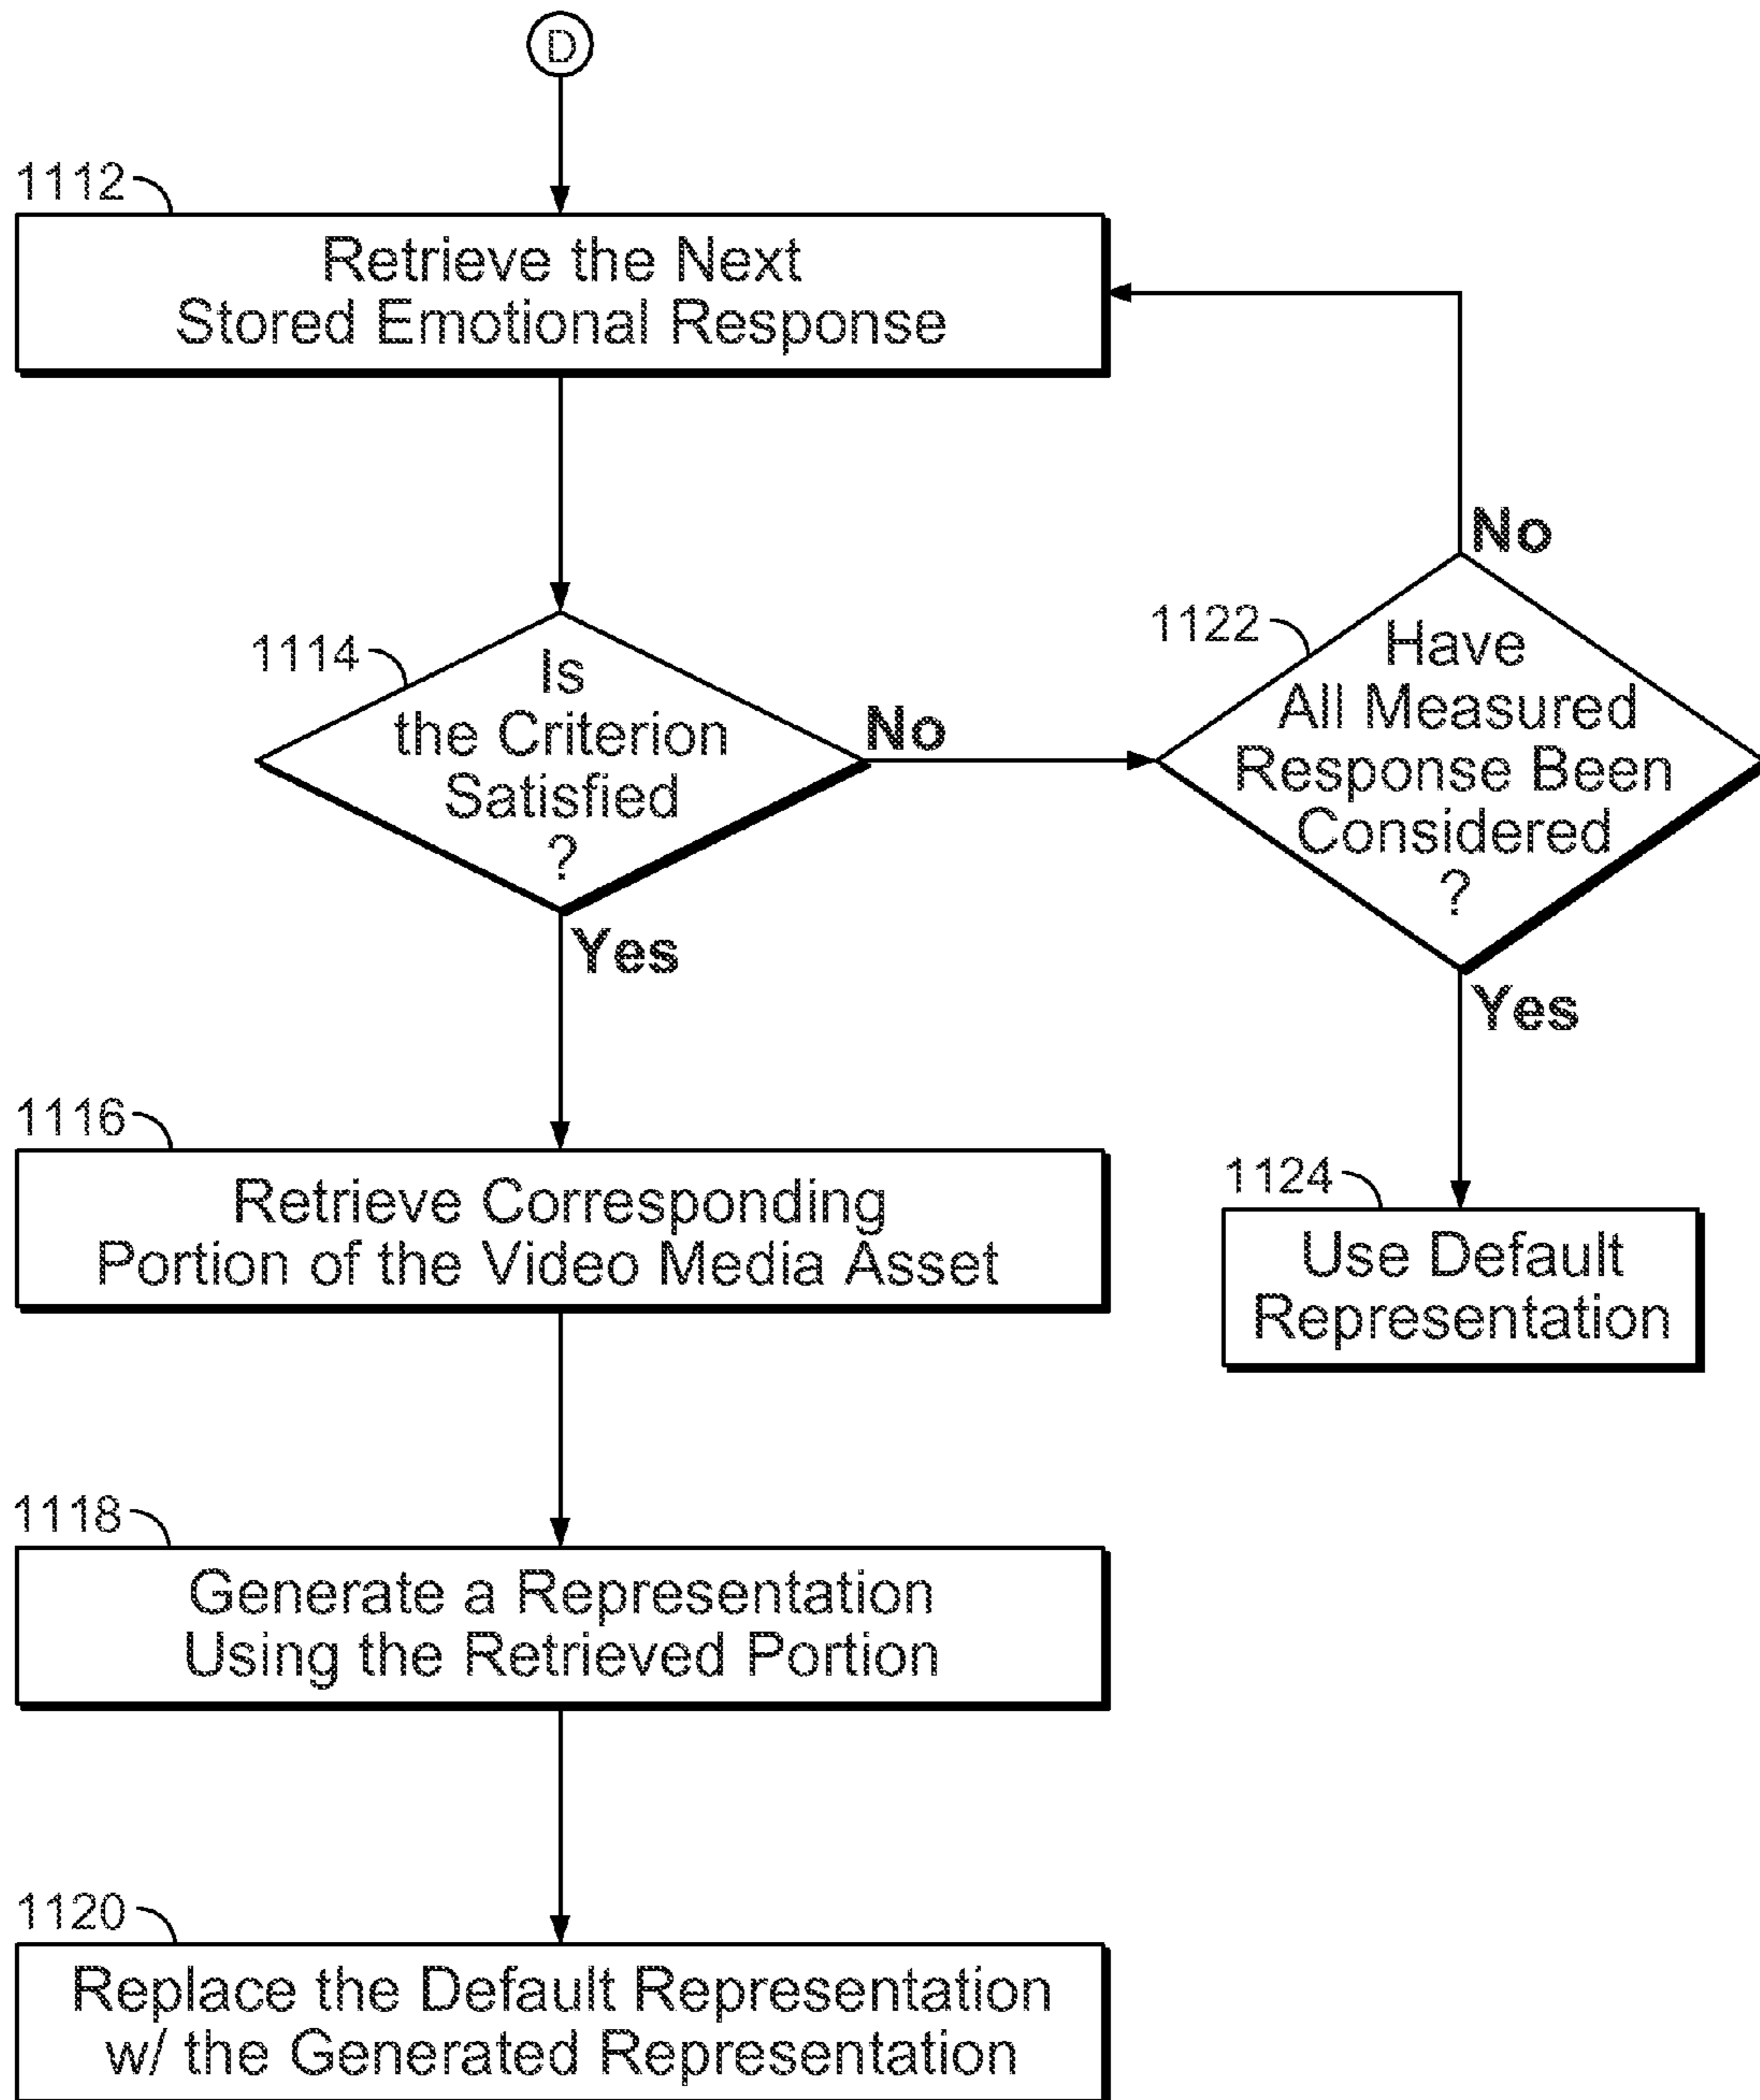 D
1112
Retrieve the Next
Stored Emotional Response
1114
Is
the Criterion
Satisfied
?
No
Yes
1122
Have
All Measured
Response Been
Considered
?
No
Yes
1116
Retrieve Corresponding
Portion of the Video Media Asset
1124
Use Default
Representation
1118
Generate a Representation
Using the Retrieved Portion
1120
Replace the Default Representation
w/ the Generated Representation